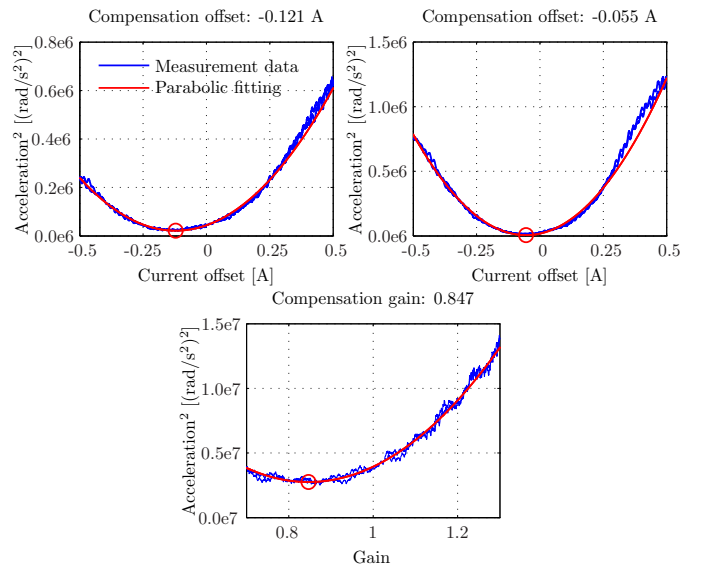 Compensation offset: -0.121 A
Acceleration² [(rad/s²)²]
0.8e6
0.6e6
0.4e6
0.2e6
0.0e6
Measurement data
Parabolic fitting
-0.5
-0.25
0
0.25
0.5
Current offset [A]
Compensation offset: -0.055 A
Acceleration² [(rad/s²)²]
1.5e6
1.0e6
0.5e6
0.0e6
-0.5
-0.25
0
0.25
0.5
Current offset [A]
Compensation gain: 0.847
Acceleration² [(rad/s²)²]
1.5e7
1.0e7
0.5e7
0.0e7
0.8
1
1.2
Gain